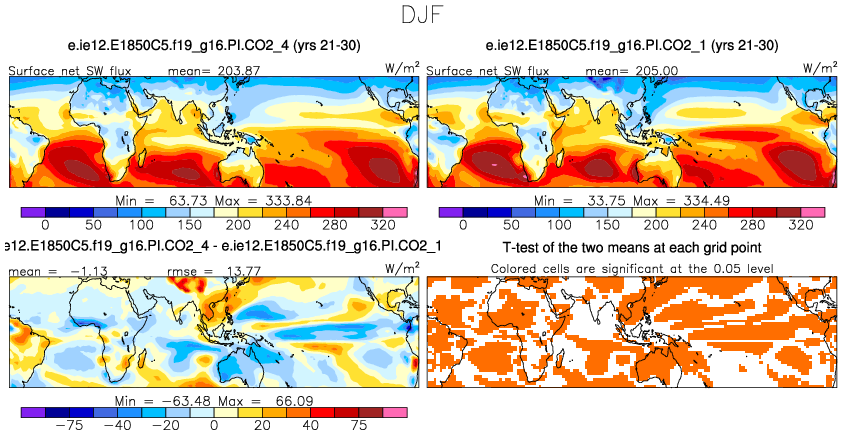 DJF
e.ie12.E1850C5.f19_g16.PI.CO2_4 (yrs 21-30)
e.ie12.E1850C5.f19_g16.PI.CO2_1 (yrs 21-30)
Surface net SW flux mean= 203.87 W/m2
Surface net SW flux mean= 205.00 W/m2
Min = 63.73 Max = 333.84
Min = 33.75 Max = 334.49
0 50 100 150 200 240 280 320
0 50 100 150 200 240 280 320
e12.E1850C5.f19_g16.PI.CO2_4 - e.ie12.E1850C5.f19_g16.PI.CO2_1
T-test of the two means at each grid point
mean = -1.13 rmse = 13.77 W/m2
Colored cells are significant at the 0.05 level
Min = -63.48 Max = 66.09
-75 -40 -20 0 20 40 75